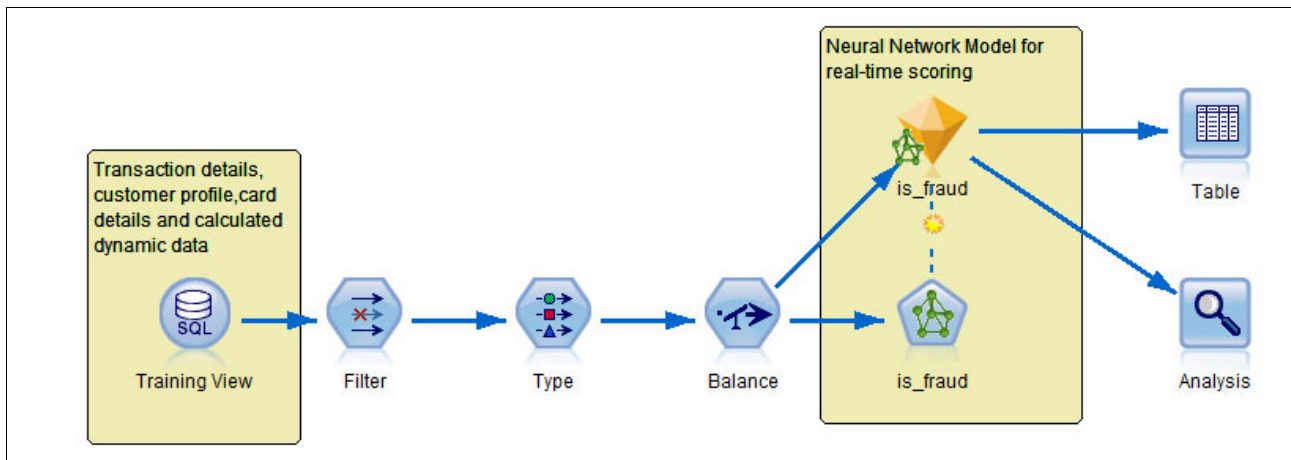 Neural Network Model for
real-time scoring
Transaction details,
customer profile,card
details and calculated
dynamic data
is_fraud
Table
SQL
Training View
Filter
Type
Balance
is_fraud
Analysis